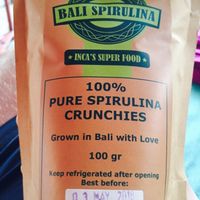 BALI SPIRULINA
INCA'S SUPER FOOD
100%
PURE SPIRULINA
CRUNCHIES
Grown in Bali with Love
100 gr
Keep refrigerated after opening
Best before:
MAY